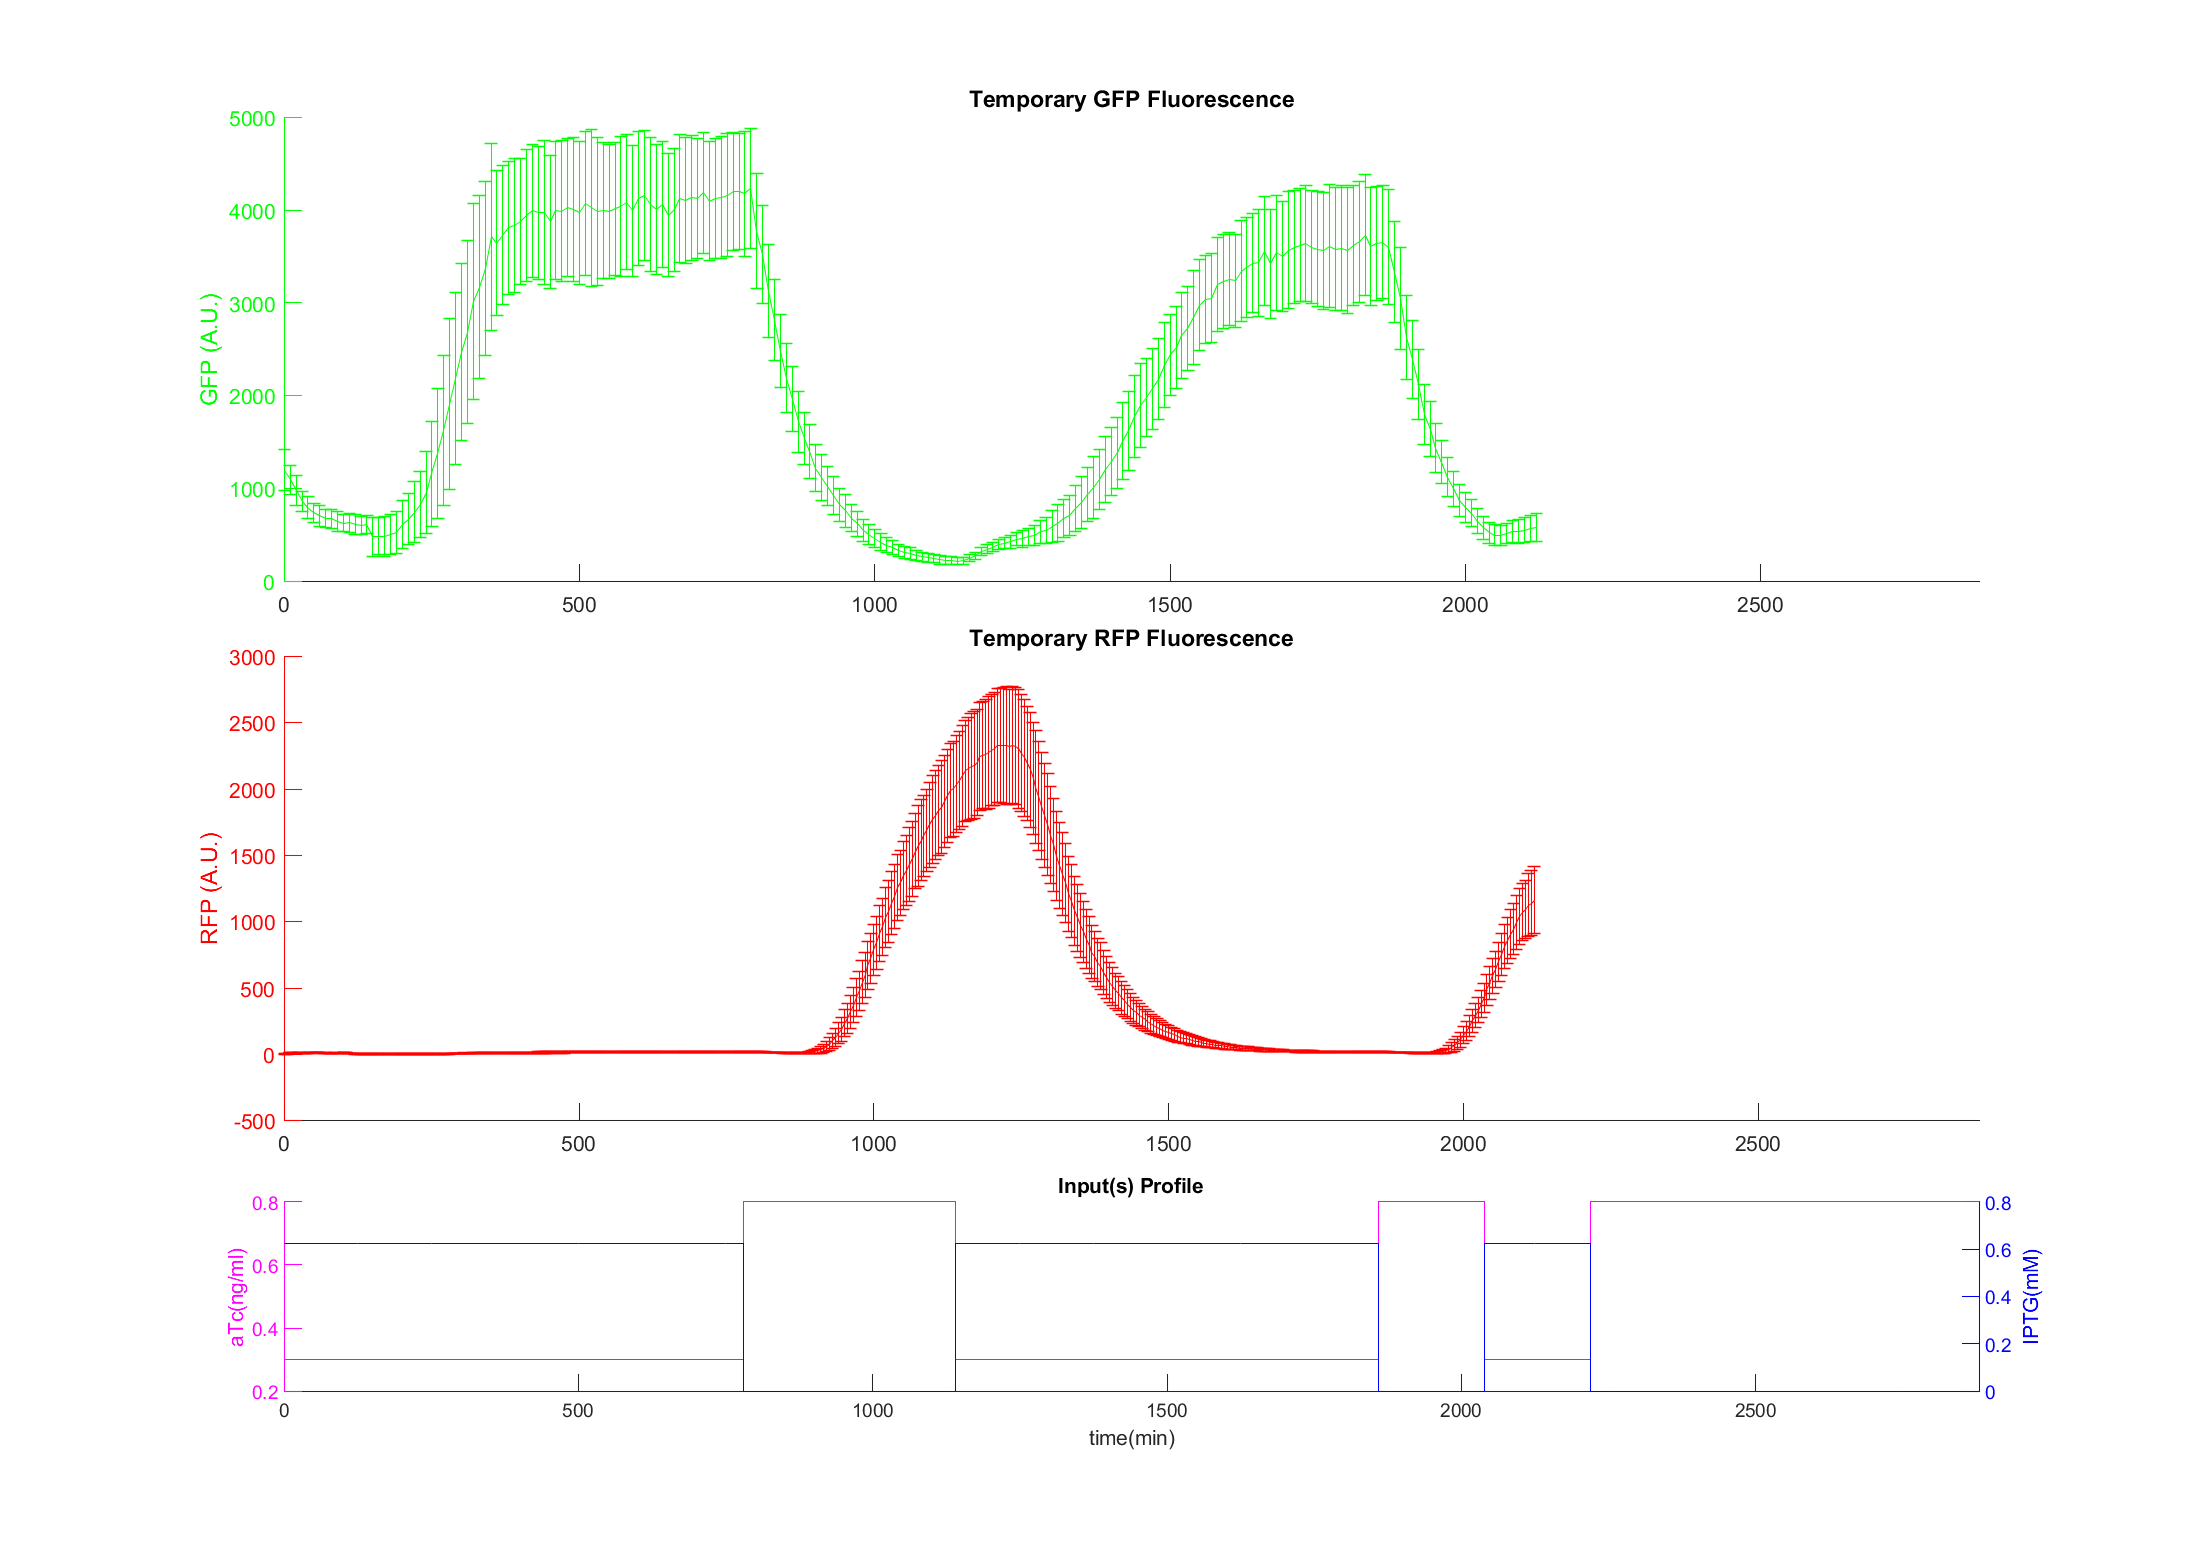 Temporary GFP Fluorescence
5000
4000
3000
2000
1000
0
GFP (A.U.)
0 500 1000 1500 2000 2500
Temporary RFP Fluorescence
3000
2500
2000
1500
1000
500
0
-500
RFP (A.U.)
0 500 1000 1500 2000 2500
Input(s) Profile
0.8
0.6
0.4
0.2
aTc(ng/ml)
0.8
0.6
0.4
0.2
0
IPTG(mM)
0 500 1000 1500 2000 2500
time(min)